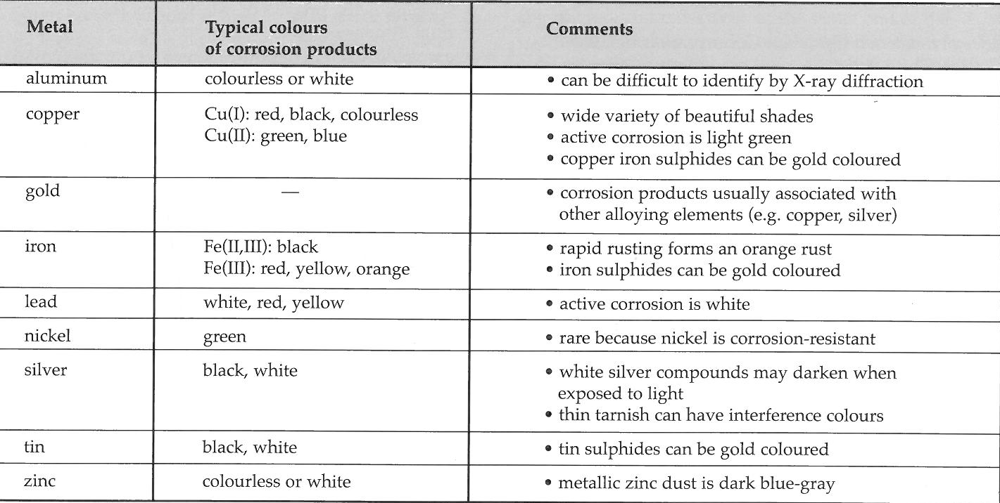 Metal Typical colours of corrosion products Comments
aluminum colourless or white • can be difficult to identify by X-ray diffraction
copper Cu(I): red, black, colourless • wide variety of beautiful shades
Cu(II): green, blue • active corrosion is light green
• copper iron sulphides can be gold coloured
gold — • corrosion products usually associated with
other alloying elements (e.g. copper, silver)
iron Fe(II,III): black • rapid rusting forms an orange rust
Fe(III): red, yellow, orange • iron sulphides can be gold coloured
lead white, red, yellow • active corrosion is white
nickel green • rare because nickel is corrosion-resistant
silver black, white • white silver compounds may darken when
exposed to light
• thin tarnish can have interference colours
tin black, white • tin sulphides can be gold coloured
zinc colourless or white • metallic zinc dust is dark blue-gray